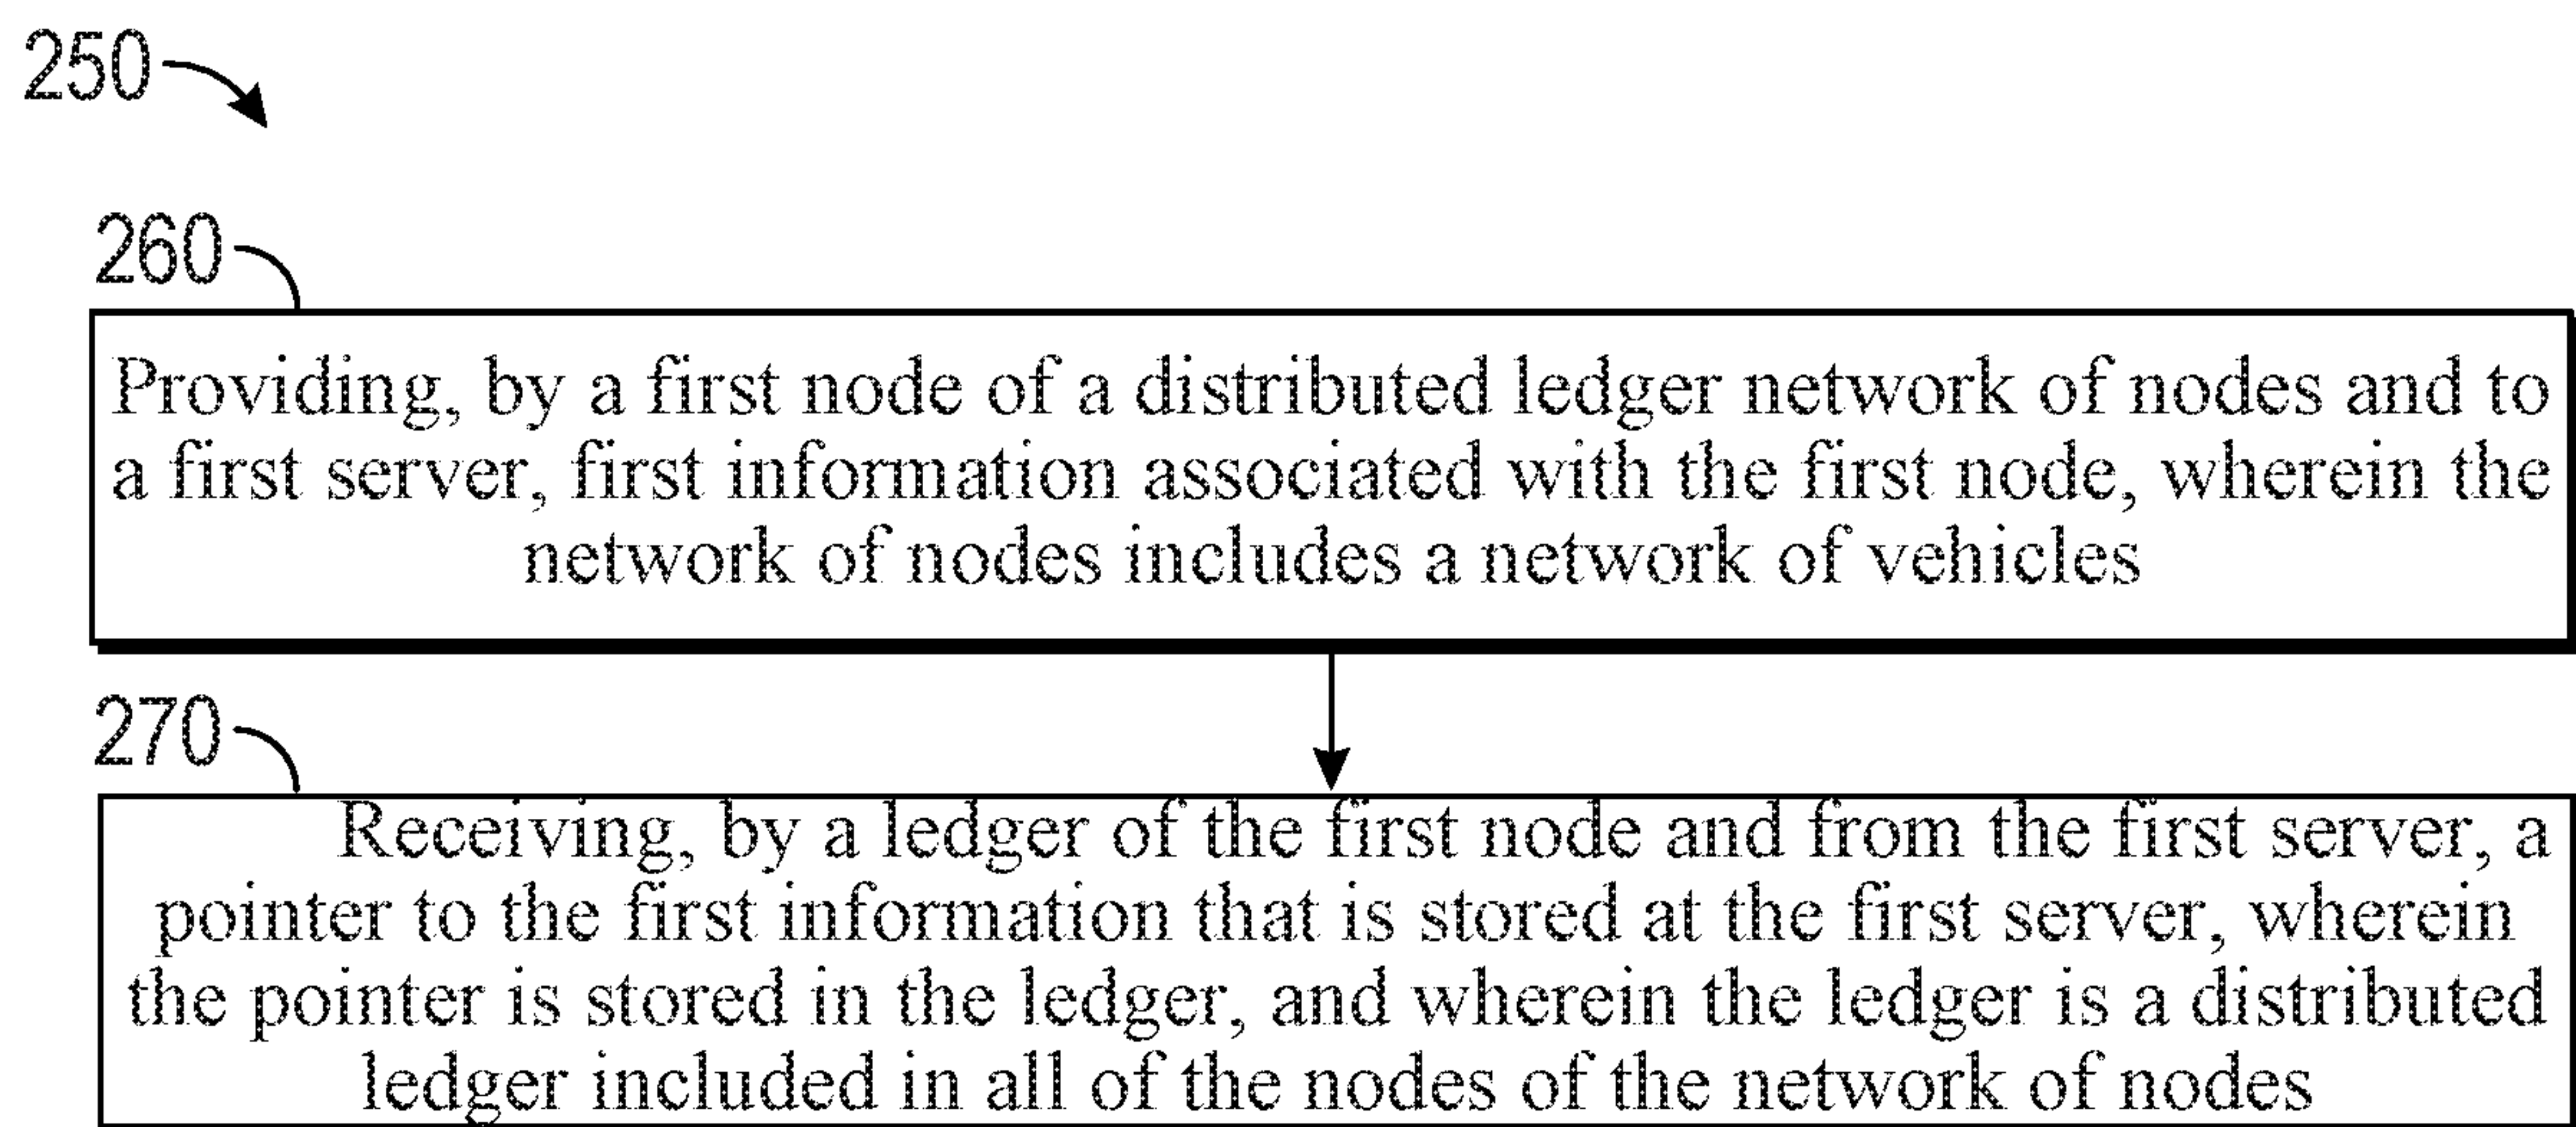 250
260
Providing, by a first node of a distributed ledger network of nodes and to
a first server, first information associated with the first node, wherein the
network of nodes includes a network of vehicles
270
Receiving, by a ledger of the first node and from the first server, a
pointer to the first information that is stored at the first server, wherein
the pointer is stored in the ledger, and wherein the ledger is a distributed
ledger included in all of the nodes of the network of nodes